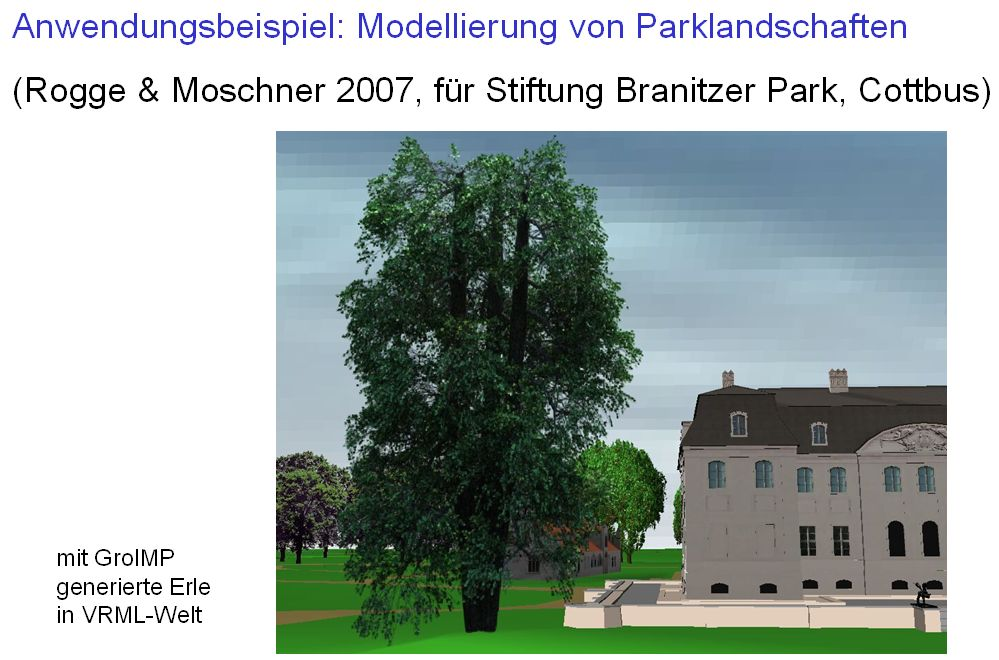 Anwendungsbeispiel: Modellierung von Parklandschaften
(Rogge & Moschner 2007, für Stiftung Branitzer Park, Cottbus)
mit GroIMP
generierte Erle
in VRML-Welt